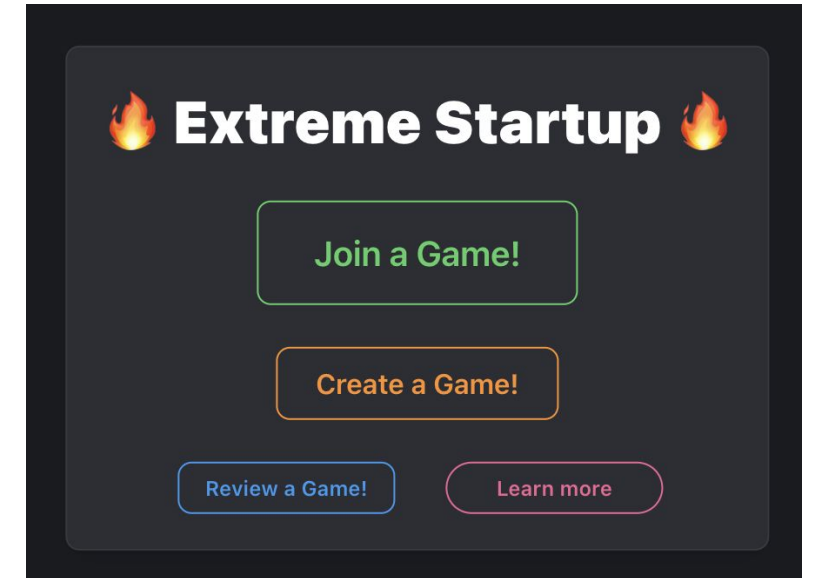 🔥 Extreme Startup 🔥
Join a Game!
Create a Game!
Review a Game!
Learn more